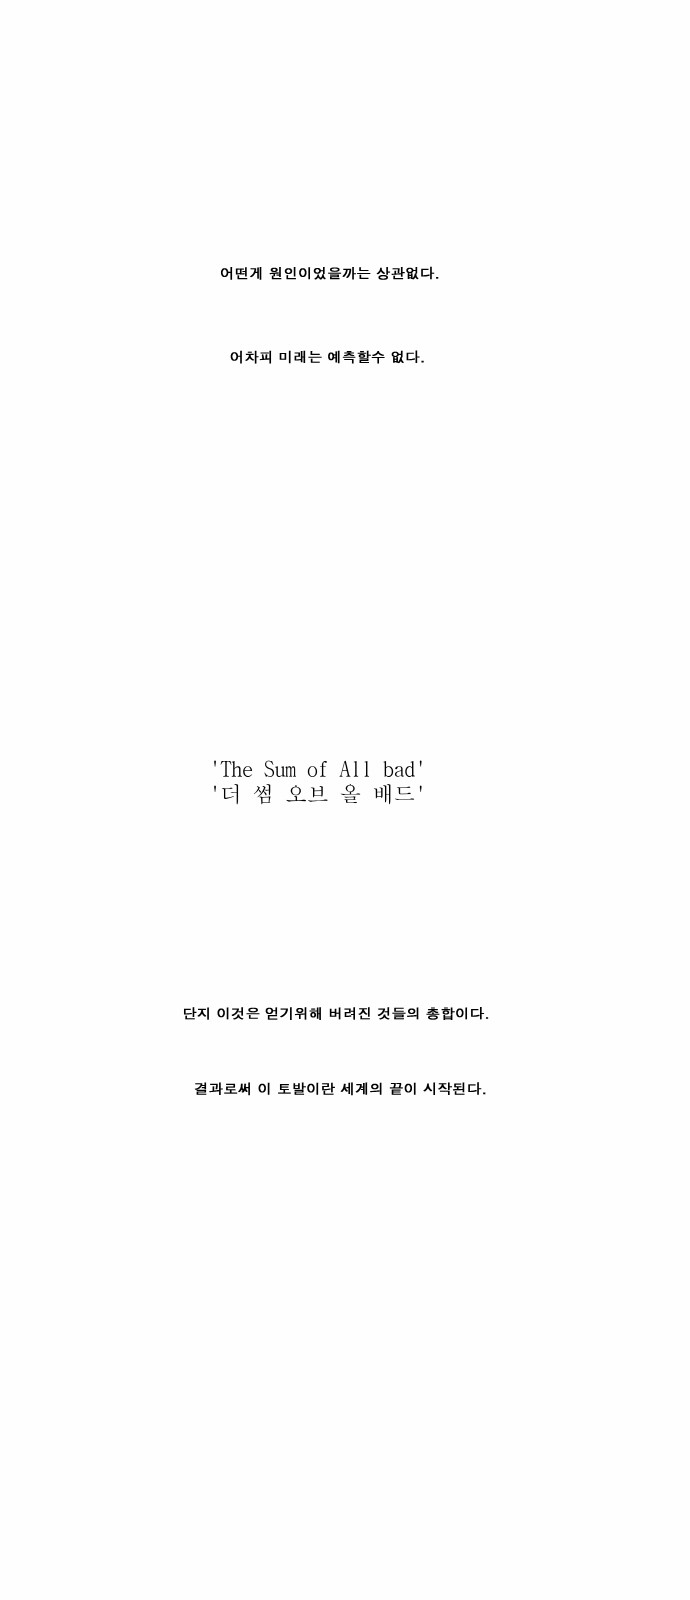 어떤게 원인이었을까는 상관없다.
어차피 미래는 예측할수 없다.
'The Sum of All bad'
'더 썸 오브 올 배드'
단지 이것은 얻기위해 버려진 것들의 총합이다.
결과로써 이 토발이란 세계의 끝이 시작된다.